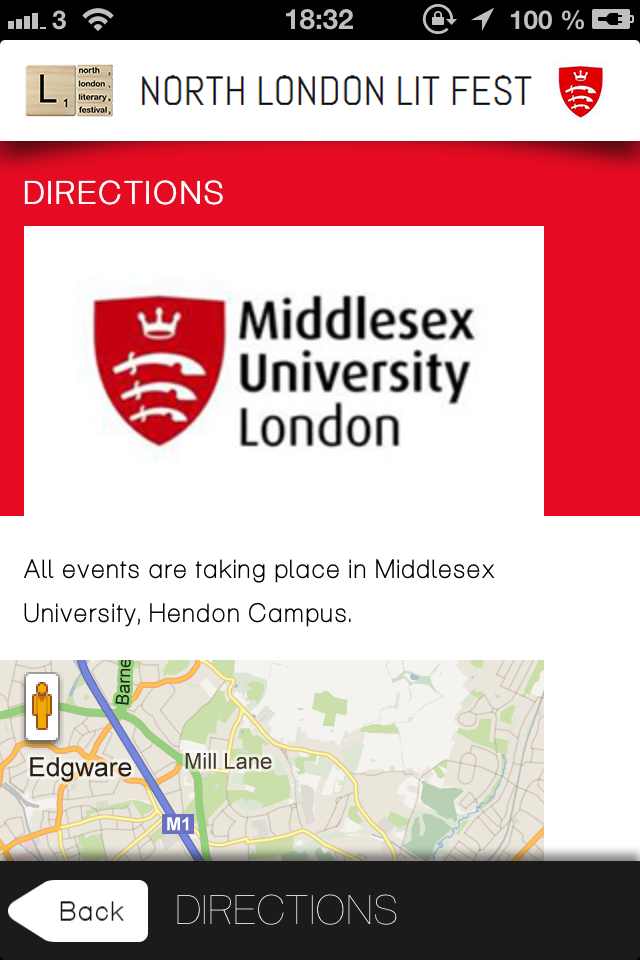 3 18:32 100 %
L 1
north
london
literary
festival
NORTH LONDON LIT FEST
DIRECTIONS
Middlesex
University
London
All events are taking place in Middlesex
University, Hendon Campus.
Barne
Edgware
Mill Lane
M1
Back
DIRECTIONS